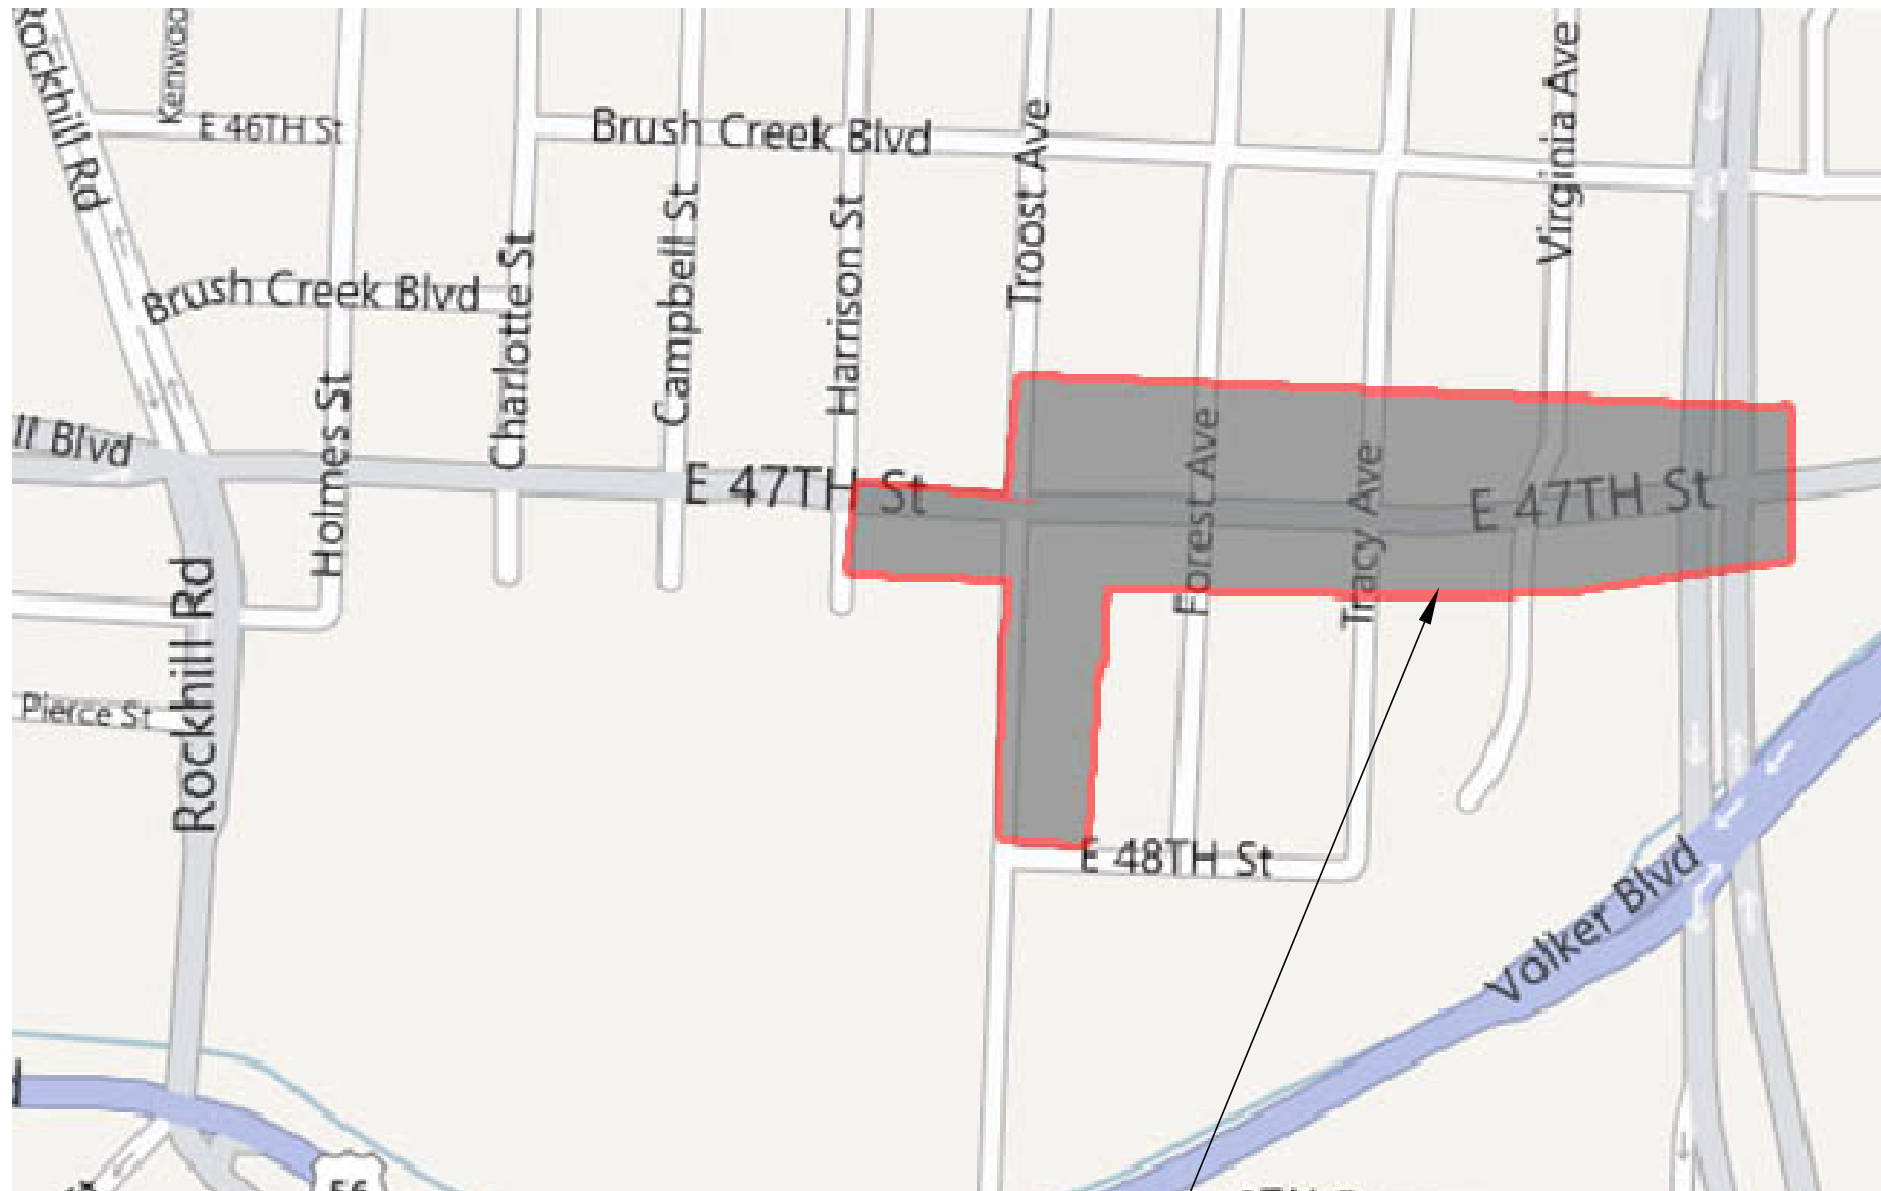 Rockhill Rd
Kenwood
E 46TH St
Brush Creek Blvd
Troost Ave
Virginia Ave
Brush Creek Blvd
Charlotte St
Campbell St
Harrison St
Holmes St
ll Blvd
E 47TH St
Forest Ave
Tracy Ave
E 47TH St
Rockhill Rd
Pierce St
E 48TH St
Volker Blvd
d
56